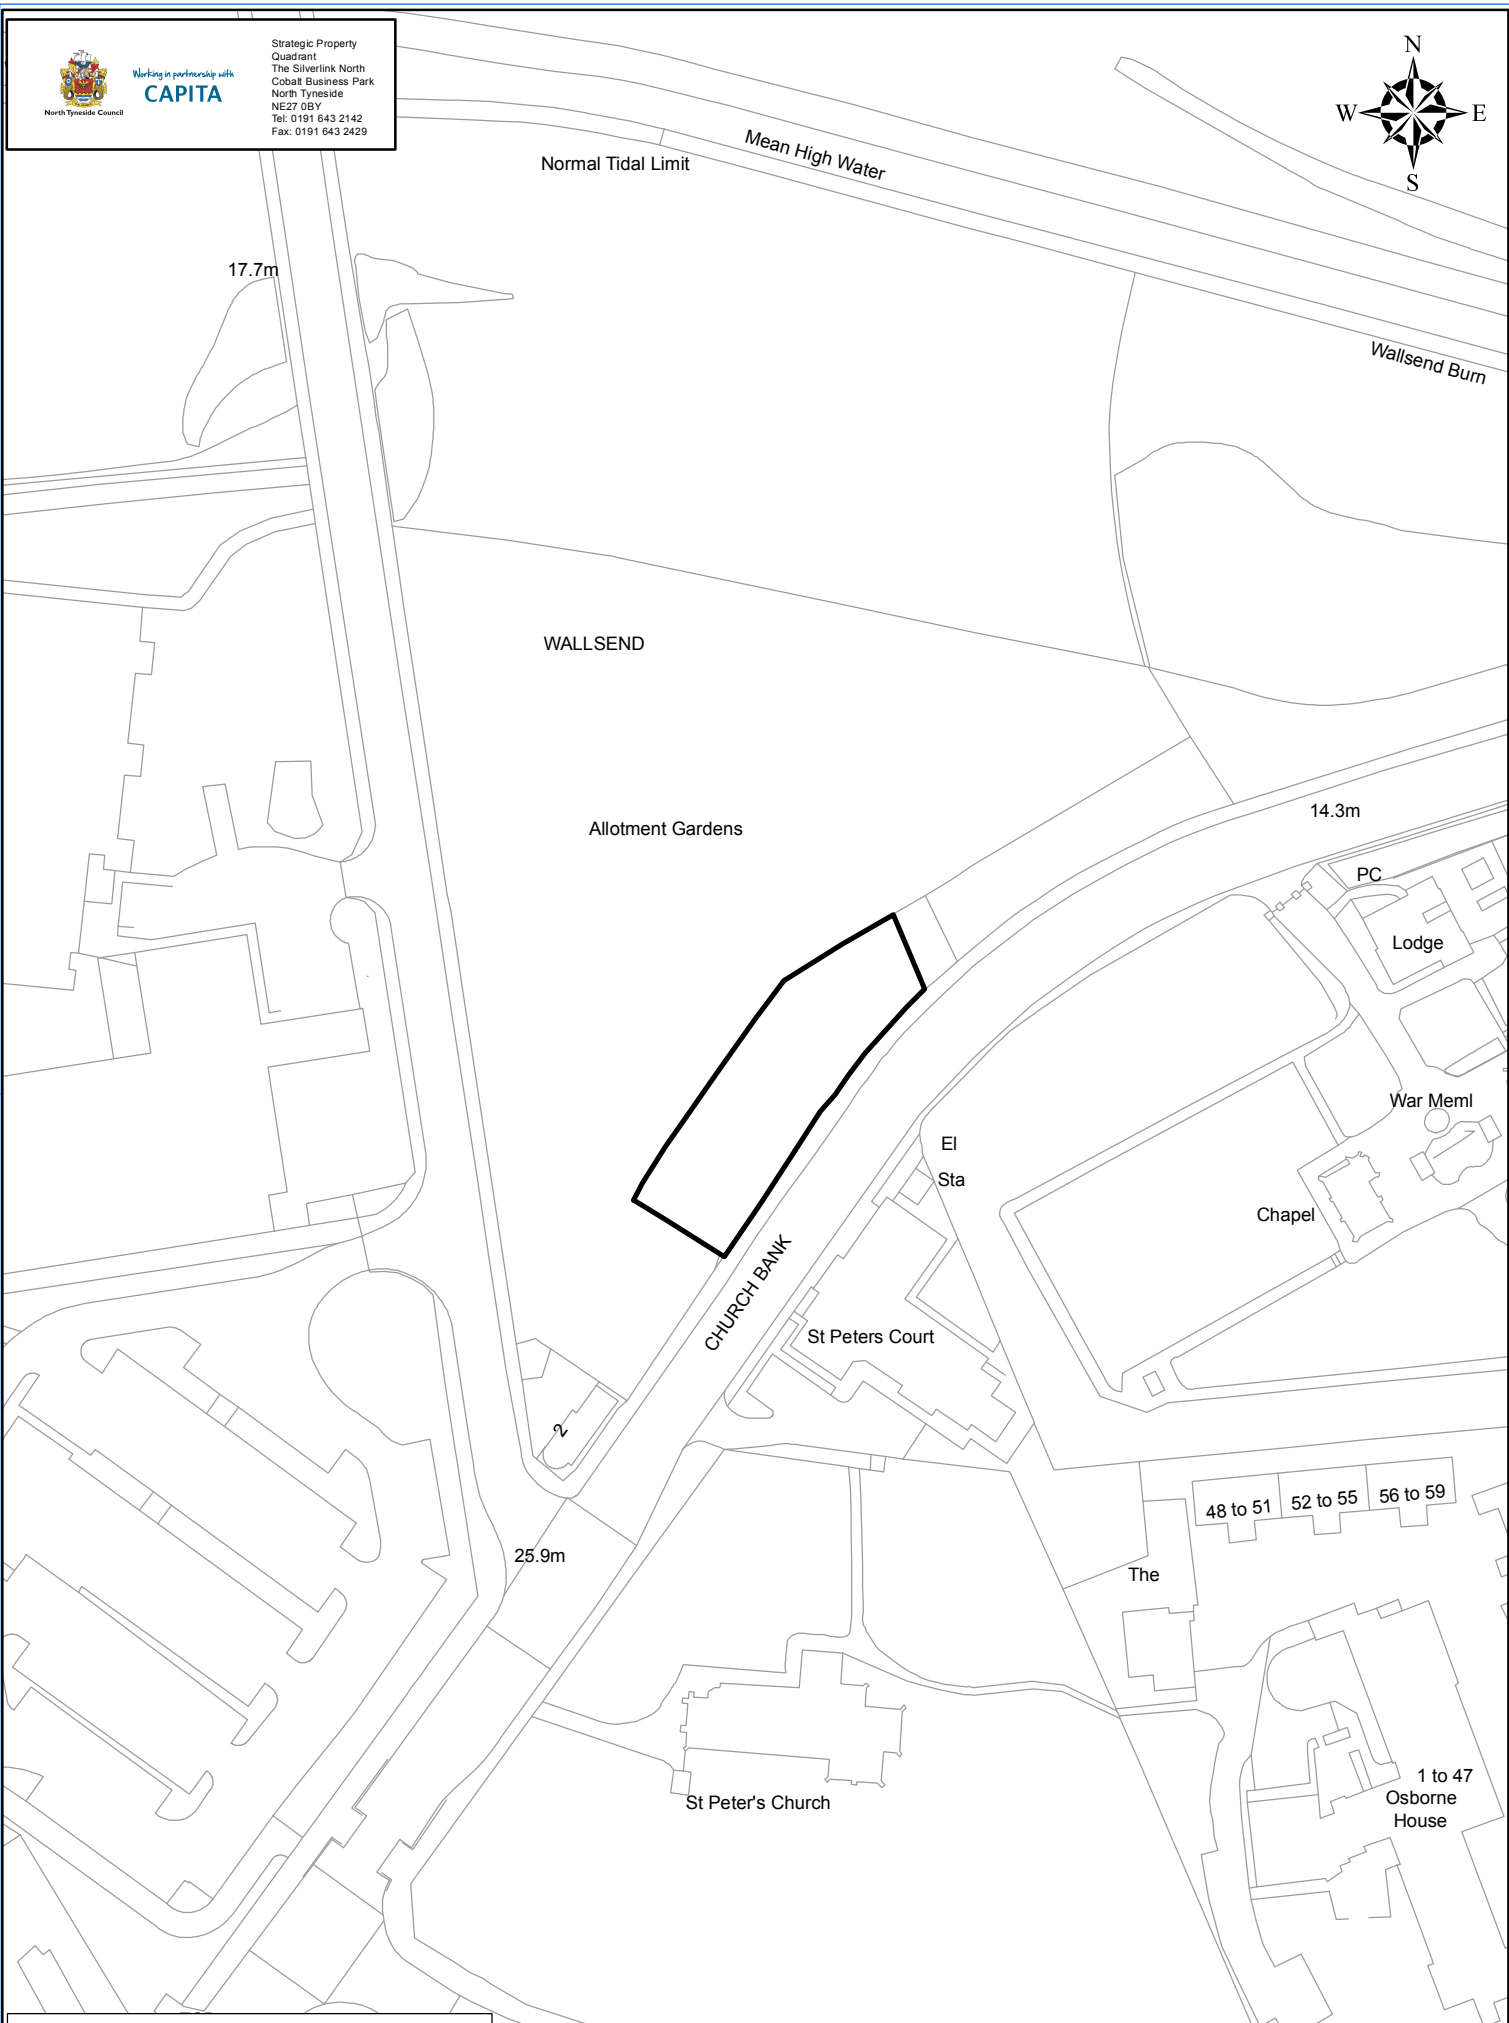 North Tyneside Council
Working in partnership with
CAPITA
Strategic Property
Quadrant
The Silverlink North
Cobalt Business Park
North Tyneside
NE27 0BY
Tel: 0191 643 2142
Fax: 0191 643 2429
N
W
E
S
Normal Tidal Limit
Mean High Water
17.7m
Wallsend Burn
WALLSEND
Allotment Gardens
14.3m
PC
Lodge
War Meml
El
Sta
Chapel
CHURCH BANK
St Peters Court
2
48 to 51
52 to 55
56 to 59
25.9m
The
1 to 47
Osborne
House
St Peter's Church